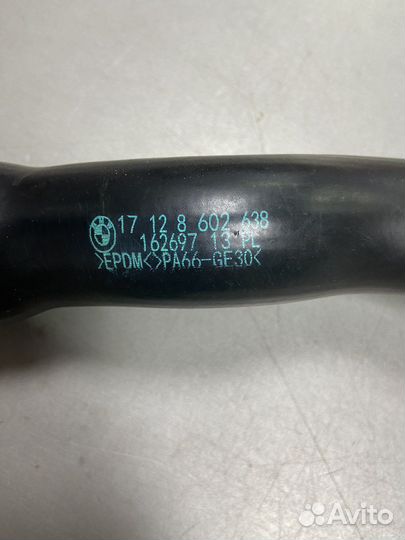 17 12 8 602 638
162697 13 PL
>EPDM<>PA66-GE30<
Avito